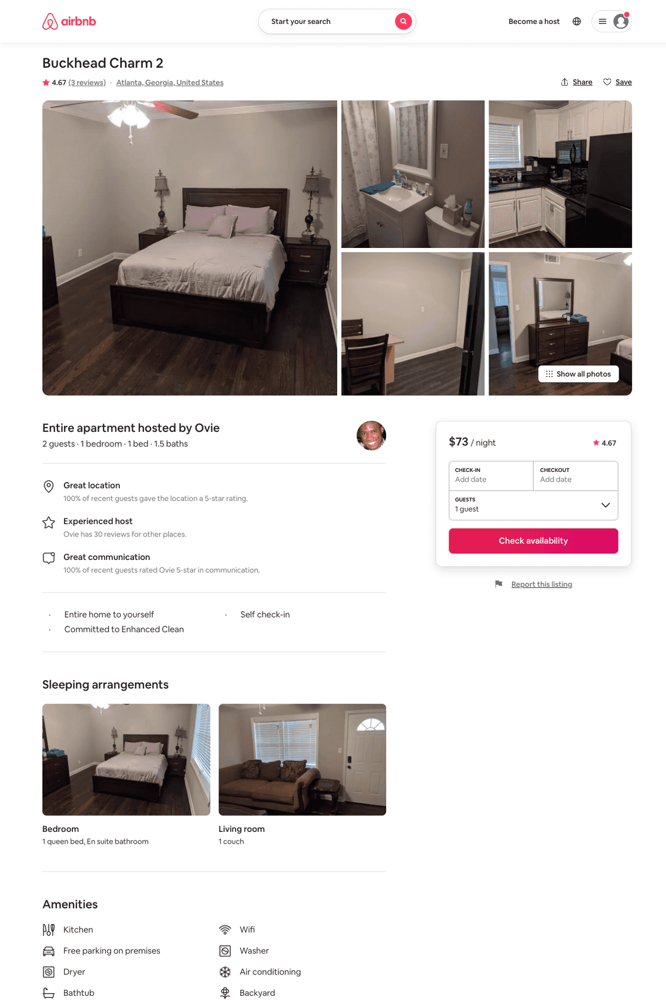 airbnb
Start your search
Become a host
Buckhead Charm 2
4.67 (3 reviews) · Atlanta, Georgia, United States
Share
Save
Show all photos
Entire apartment hosted by Ovie
2 guests · 1 bedroom · 1 bed · 1.5 baths
Great location
100% of recent guests gave the location a 5-star rating.
Experienced host
Ovie has 30 reviews for other places.
Great communication
100% of recent guests rated Ovie 5-star in communication.
$73 / night
4.67
CHECK-IN
Add date
CHECKOUT
Add date
GUESTS
1 guest
Check availability
Report this listing
· Entire home to yourself
· Self check-in
· Committed to Enhanced Clean
Sleeping arrangements
Bedroom
1 queen bed, En suite bathroom
Living room
1 couch
Amenities
Kitchen
Wifi
Free parking on premises
Washer
Dryer
Air conditioning
Bathtub
Backyard